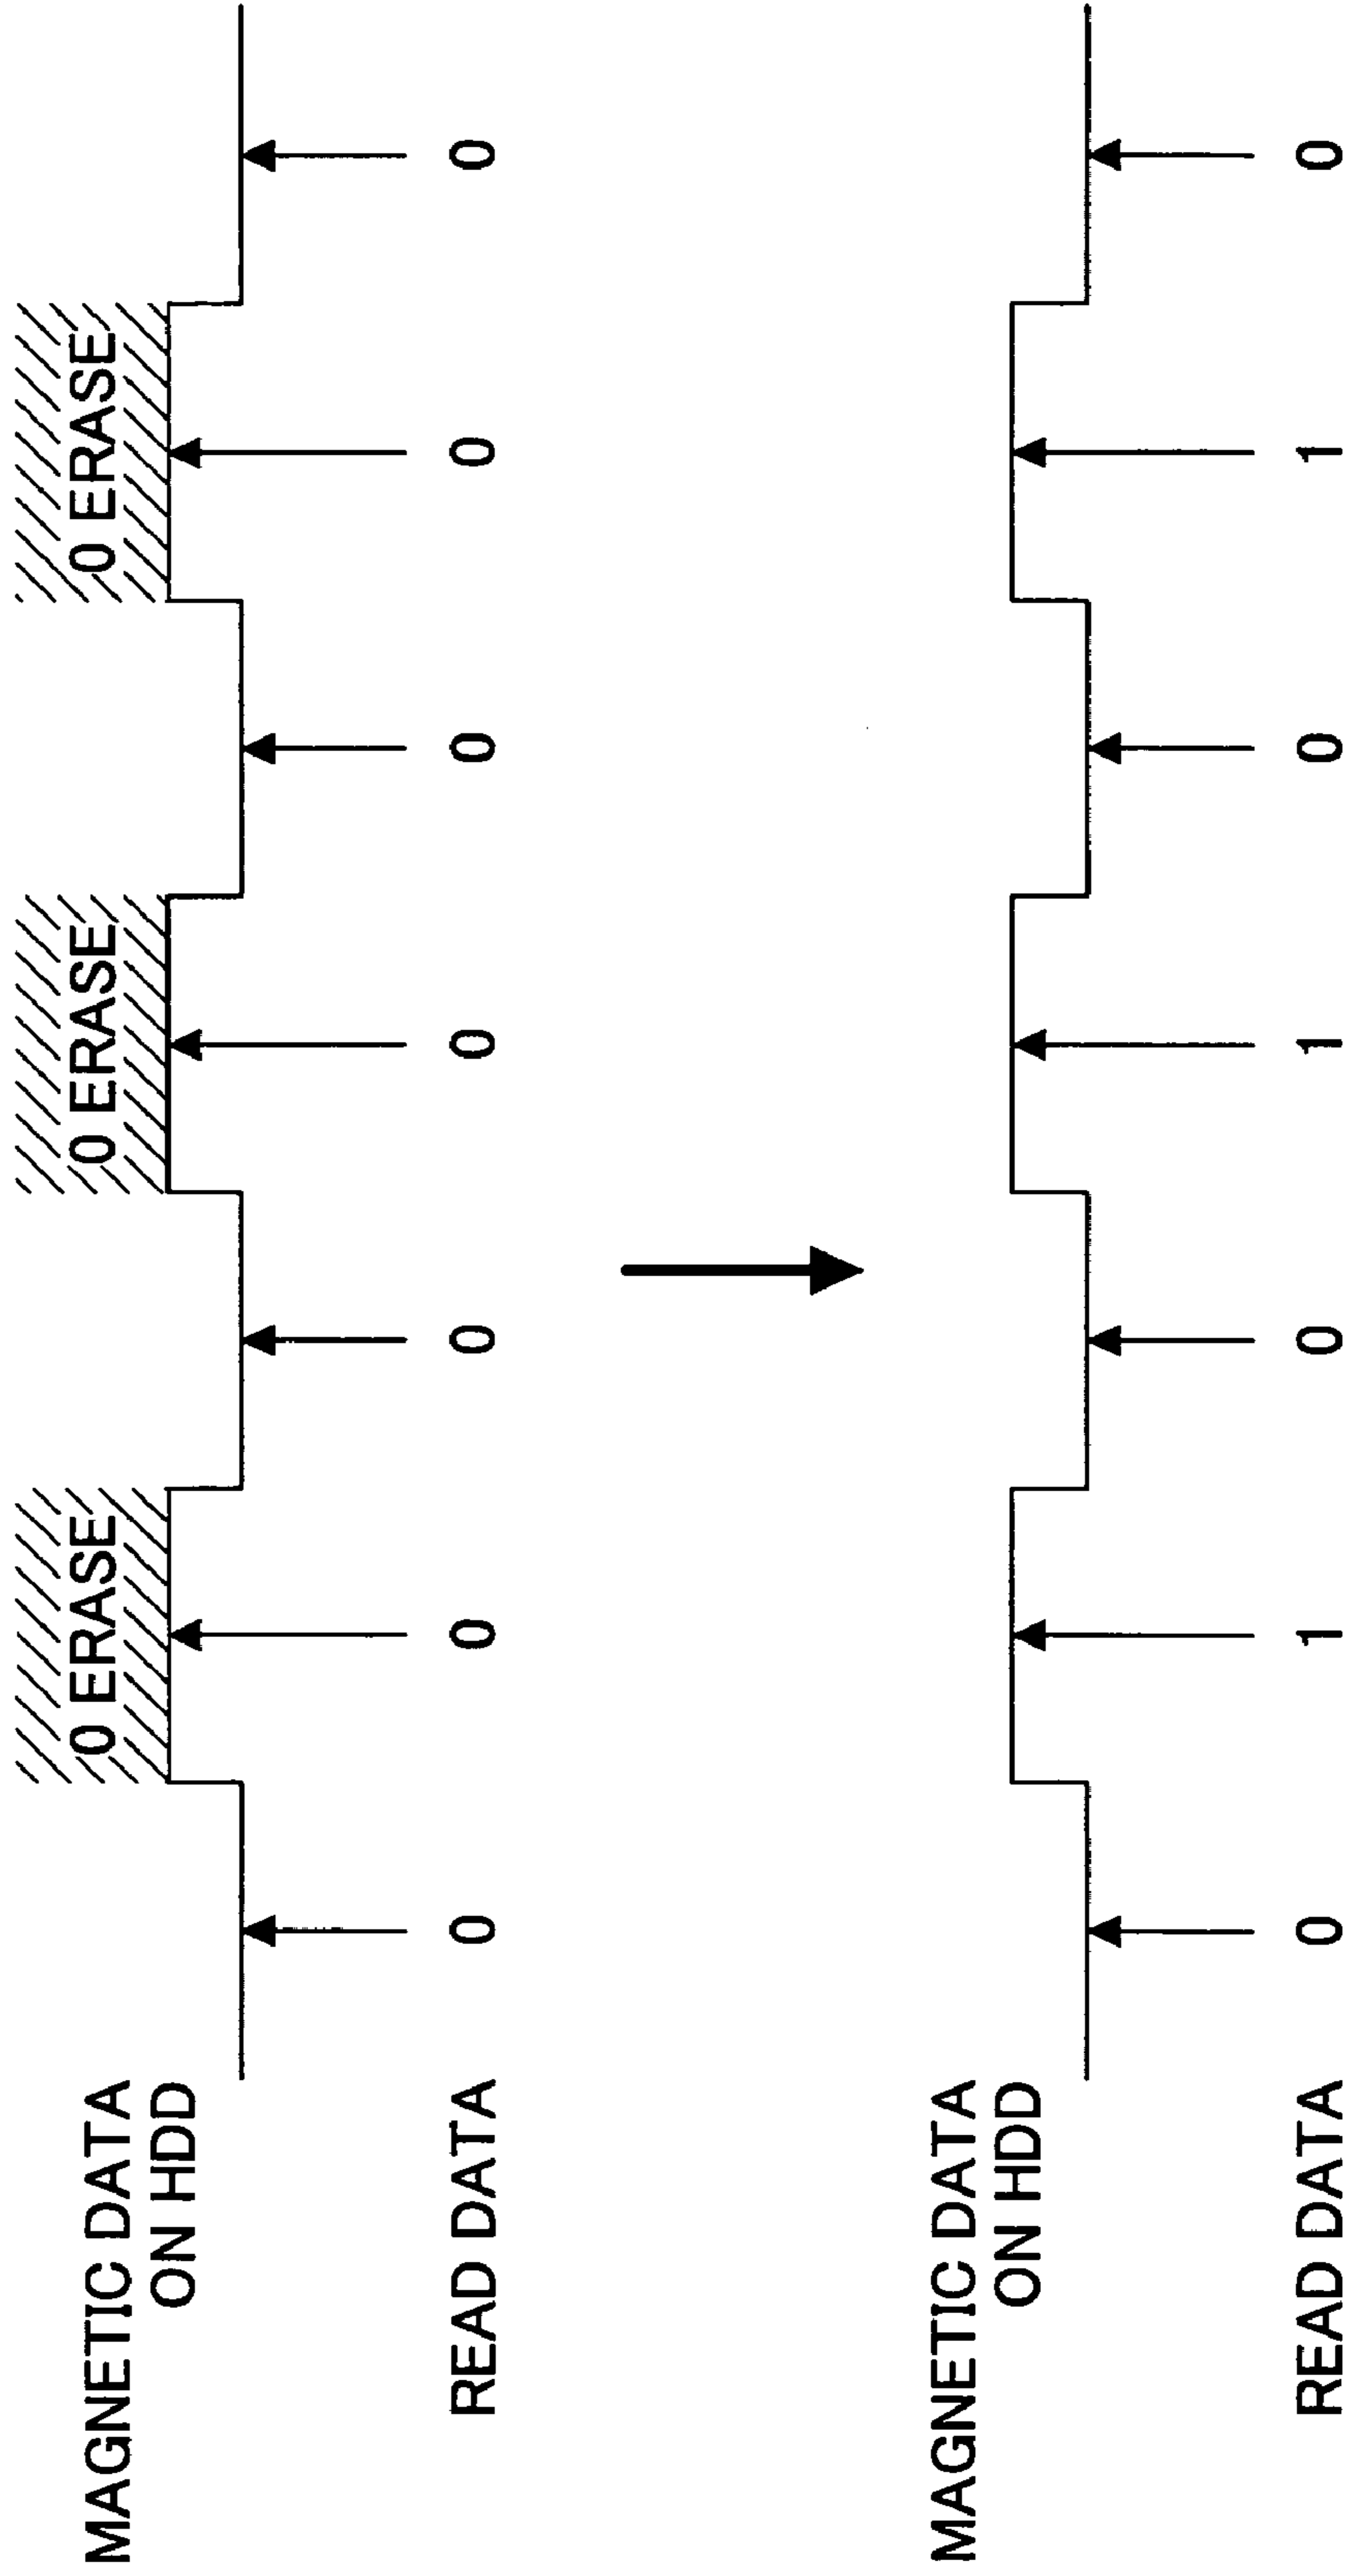 0 ERASE 0 ERASE 0 ERASE
MAGNETIC DATA
ON HDD
READ DATA 0 0 0 0 0 0 0
MAGNETIC DATA
ON HDD
READ DATA 0 1 0 1 0 1 0